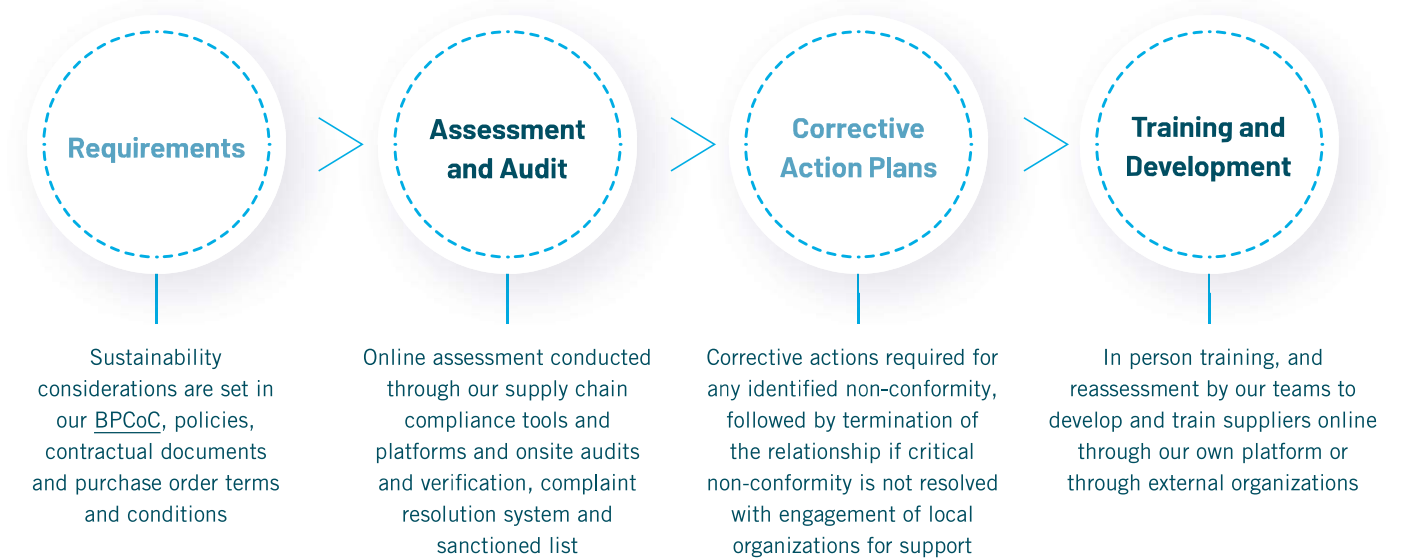 Requirements
Assessment
and Audit
Corrective
Action Plans
Training and
Development
Sustainability
considerations are set in
our BPCoC, policies,
contractual documents
and purchase order terms
and conditions
Online assessment conducted
through our supply chain
compliance tools and
platforms and onsite audits
and verification, complaint
resolution system and
sanctioned list
Corrective actions required for
any identified non-conformity,
followed by termination of
the relationship if critical
non-conformity is not resolved
with engagement of local
organizations for support
In person training, and
reassessment by our teams to
develop and train suppliers online
through our own platform or
through external organizations